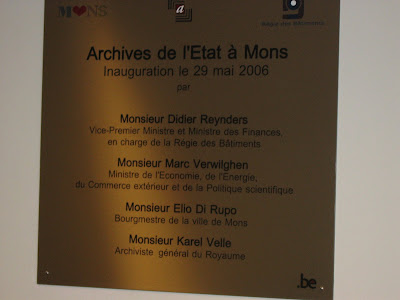 MONS
a
Régie des Bâtiments
Archives de l'Etat à Mons
Inauguration le 29 mai 2006
par
Monsieur Didier Reynders
Vice-Premier Ministre et Ministre des Finances,
en charge de la Régie des Bâtiments
Monsieur Marc Verwilghen
Ministre de l'Economie, de l'Energie,
du Commerce extérieur et de la Politique scientifique
Monsieur Elio Di Rupo
Bourgmestre de la ville de Mons
Monsieur Karel Velle
Archiviste général du Royaume
.be